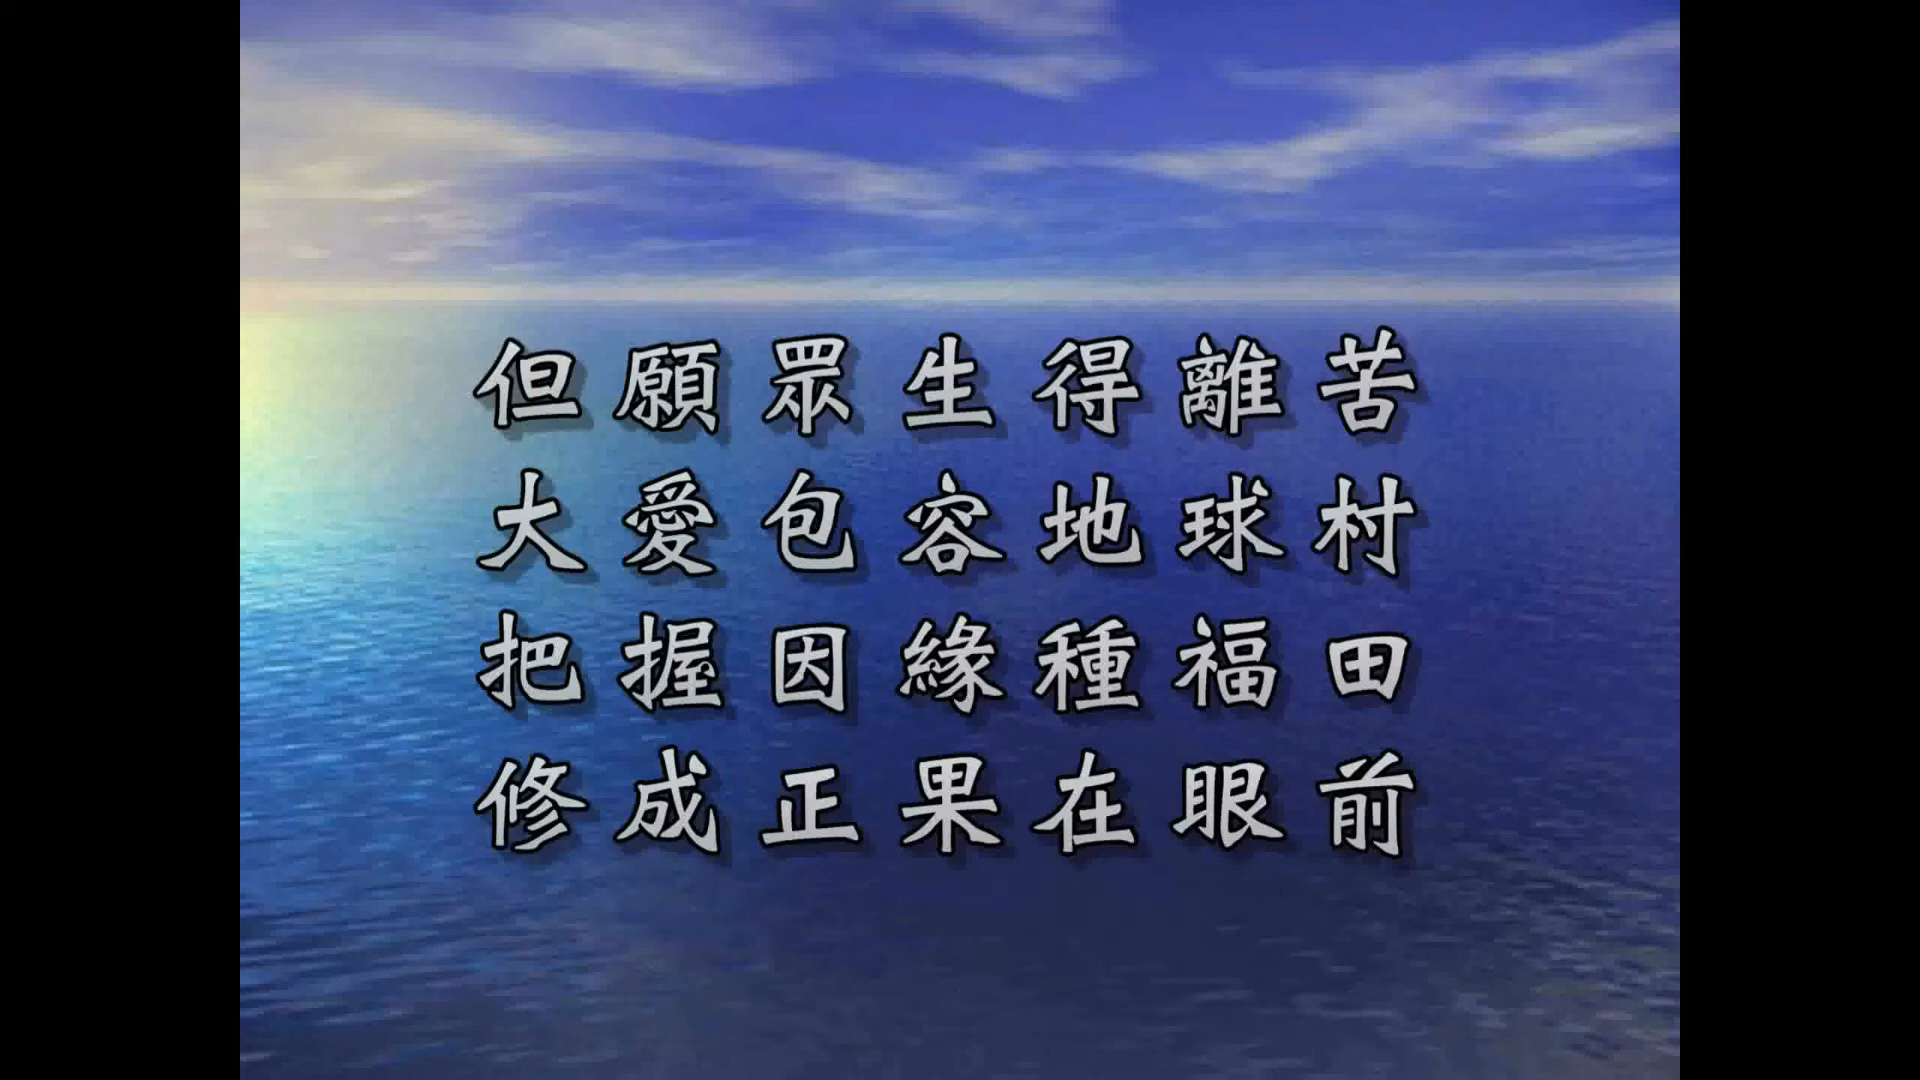 但願眾生得離苦
大愛包容地球村
把握因緣種福田
修成正果在眼前